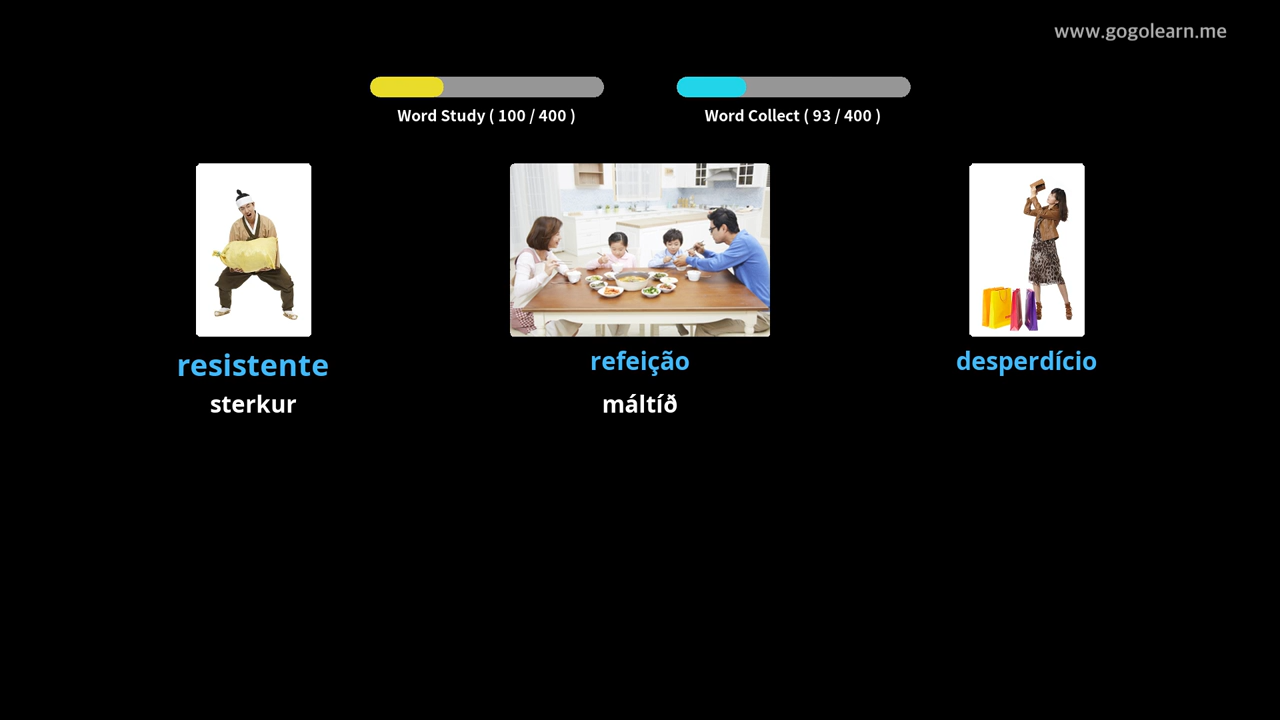 www.gogolearn.me
Word Study ( 100 / 400 )
Word Collect ( 93 / 400 )
resistente
sterkur
refeição
máltíð
desperdício